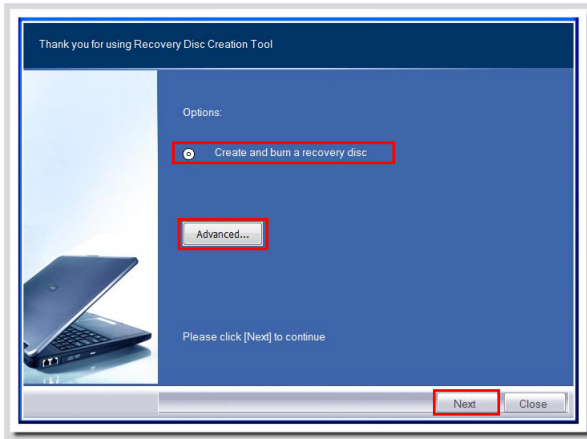 Thank you for using Recovery Disc Creation Tool
Options:
Create and burn a recovery disc
Advanced...
Please click [Next] to continue
Next Close